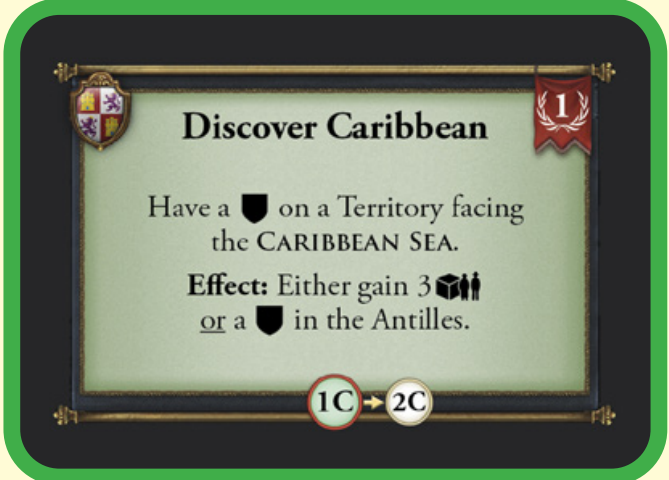 1
Discover Caribbean
Have a on a Territory facing
the CARIBBEAN SEA.
Effect: Either gain 3
or a in the Antilles.
1C 2C